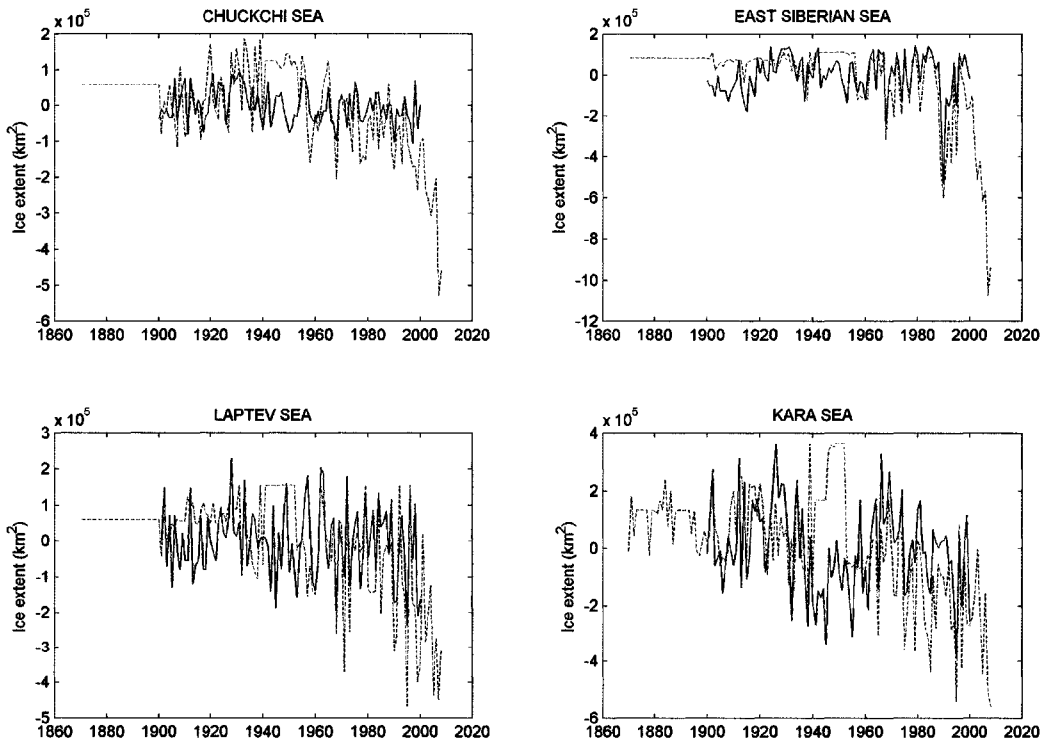 CHUCKCHI SEA
x 10^5
Ice extent (km^2)
2
1
0
-1
-2
-3
-4
-5
-6
1860 1880 1900 1920 1940 1960 1980 2000 2020
EAST SIBERIAN SEA
x 10^5
Ice extent (km^2)
2
0
-2
-4
-6
-8
-10
-12
1860 1880 1900 1920 1940 1960 1980 2000 2020
LAPTEV SEA
x 10^5
Ice extent (km^2)
3
2
1
0
-1
-2
-3
-4
-5
1860 1880 1900 1920 1940 1960 1980 2000 2020
KARA SEA
x 10^5
Ice extent (km^2)
4
2
0
-2
-4
-6
1860 1880 1900 1920 1940 1960 1980 2000 2020